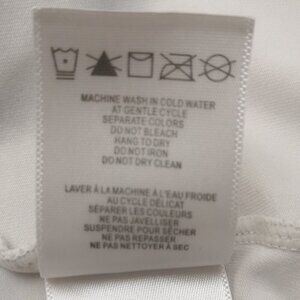 MACHINE WASH IN COLD WATER
AT GENTLE CYCLE
SEPARATE COLORS
DO NOT BLEACH
HANG TO DRY
DO NOT IRON
DO NOT DRY CLEAN
LAVER À LA MACHINE À L'EAU FROIDE
AU CYCLE DÉLICAT
SÉPARER LES COULEURS
NE PAS JAVELLISER
SUSPENDRE POUR SÉCHER
NE PAS REPASSER
NE PAS NETTOYER À SEC